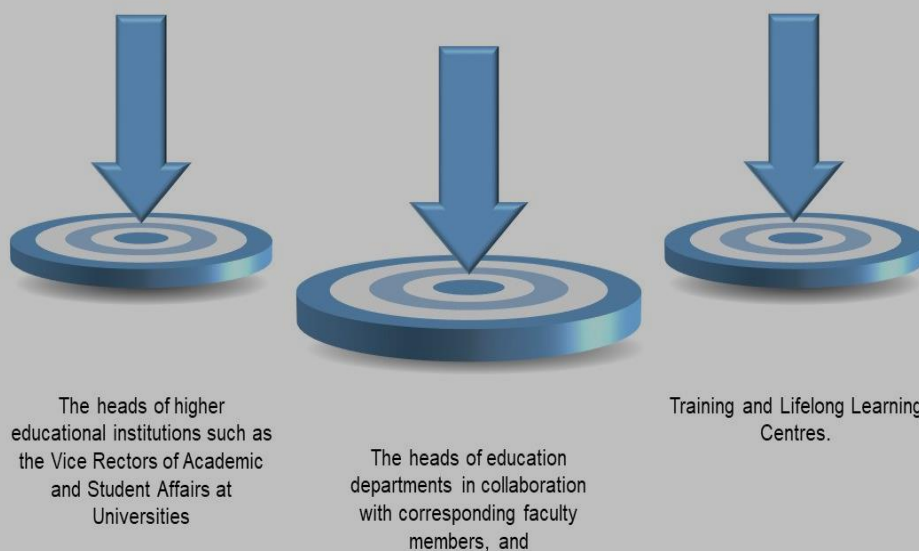 The heads of higher
educational institutions such as
the Vice Rectors of Academic
and Student Affairs at
Universities
The heads of education
departments in collaboration
with corresponding faculty
members, and
Training and Lifelong Learning
Centres.